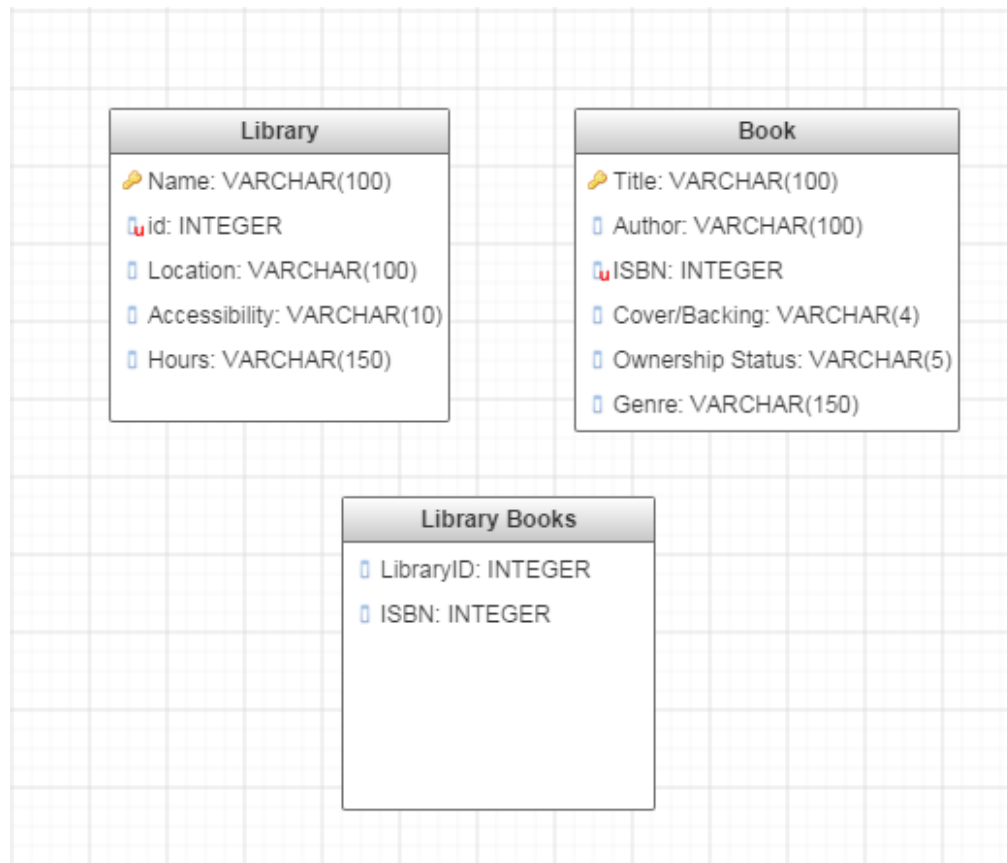 Library
Name: VARCHAR(100)
id: INTEGER
Location: VARCHAR(100)
Accessibility: VARCHAR(10)
Hours: VARCHAR(150)
Book
Title: VARCHAR(100)
Author: VARCHAR(100)
ISBN: INTEGER
Cover/Backing: VARCHAR(4)
Ownership Status: VARCHAR(5)
Genre: VARCHAR(150)
Library Books
LibraryID: INTEGER
ISBN: INTEGER